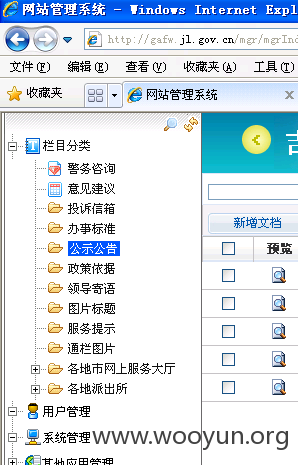 网站管理系统 - Windows Internet Expl
http://gafw.jl.gov.cn/mgr/mgrInd
文件(F) 编辑(E) 查看(V) 收藏夹(A) 工具(T)
收藏夹 网站管理系统
栏目分类
警务咨询
意见建议
投诉信箱
办事标准
公示公告
政策依据
领导寄语
图片标题
服务提示
通栏图片
各地市网上服务大厅
各地派出所
用户管理
系统管理
其他应用管理
新增文档
预览
www.wooyun.org